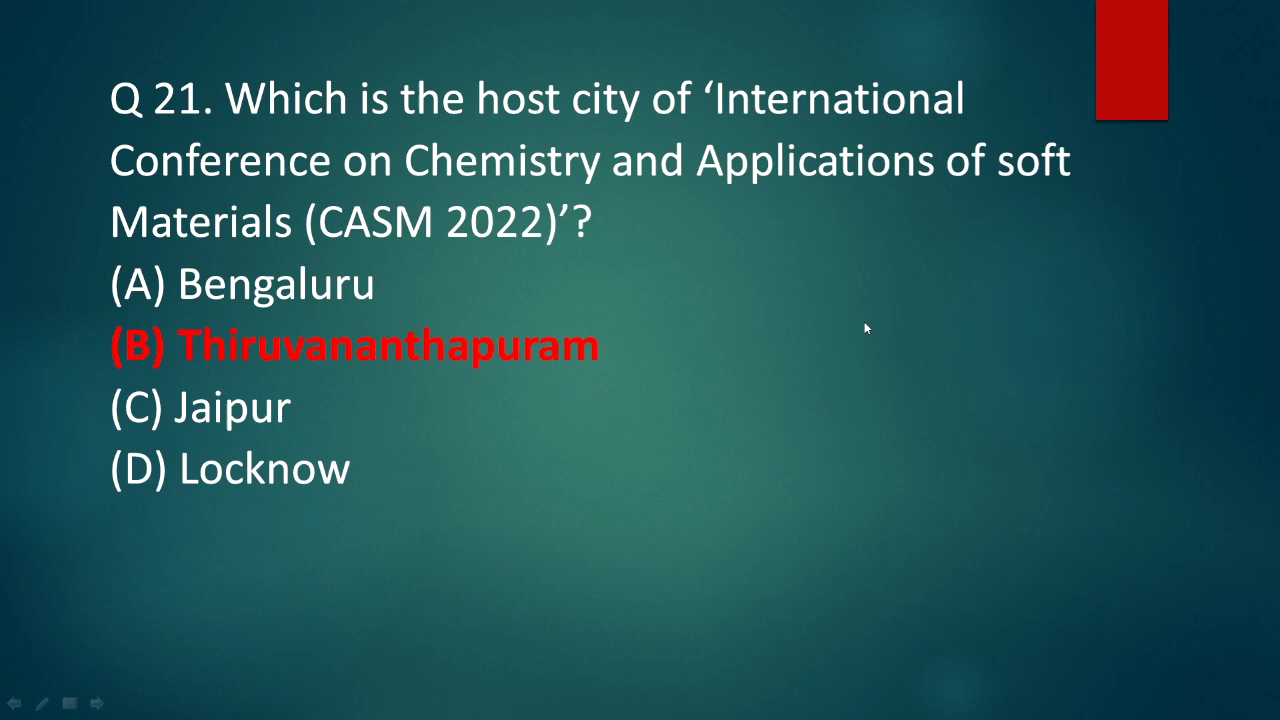 Q 21. Which is the host city of ‘International
Conference on Chemistry and Applications of soft
Materials (CASM 2022)’?
(A) Bengaluru
(B) Thiruvananthapuram
(C) Jaipur
(D) Locknow